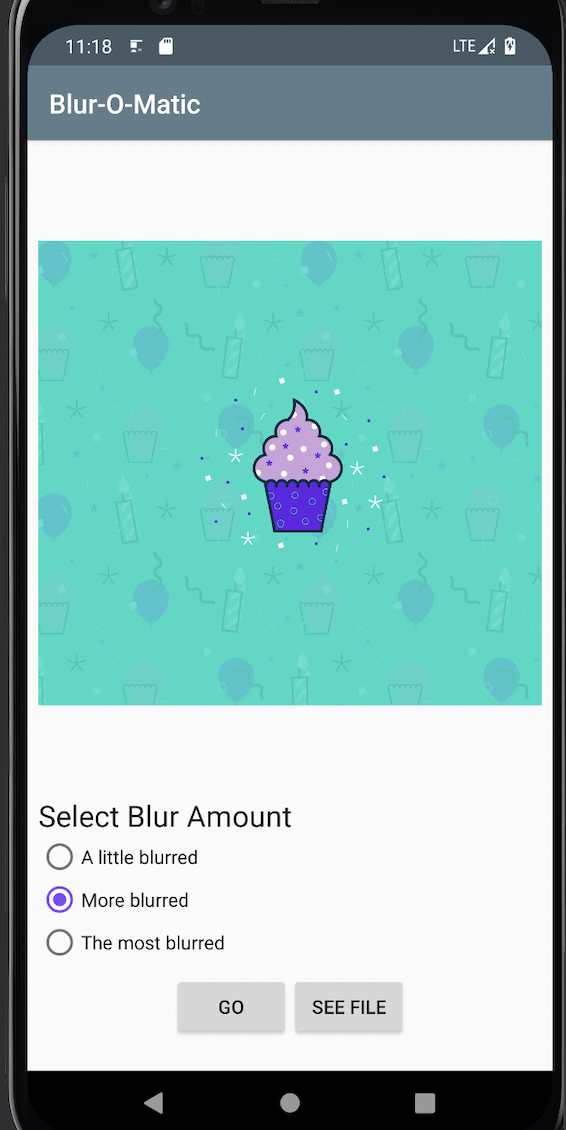 11:18 LTE
Blur-O-Matic
Select Blur Amount
A little blurred
More blurred
The most blurred
GO SEE FILE